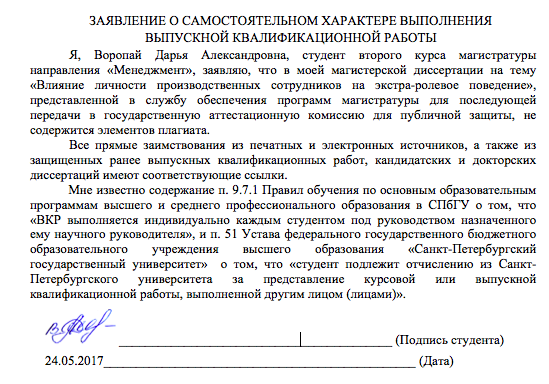 ЗАЯВЛЕНИЕ О САМОСТОЯТЕЛЬНОМ ХАРАКТЕРЕ ВЫПОЛНЕНИЯ
ВЫПУСКНОЙ КВАЛИФИКАЦИОННОЙ РАБОТЫ
Я, Воропай Дарья Александровна, студент второго курса магистратуры
направления «Менеджмент», заявляю, что в моей магистерской диссертации на тему
«Влияние личности производственных сотрудников на экстра-ролевое поведение»,
представленной в службу обеспечения программ магистратуры для последующей
передачи в государственную аттестационную комиссию для публичной защиты, не
содержится элементов плагиата.
Все прямые заимствования из печатных и электронных источников, а также из
защищенных ранее выпускных квалификационных работ, кандидатских и докторских
диссертаций имеют соответствующие ссылки.
Мне известно содержание п. 9.7.1 Правил обучения по основным образовательным
программам высшего и среднего профессионального образования в СПбГУ о том, что
«ВКР выполняется индивидуально каждым студентом под руководством назначенного
ему научного руководителя», и п. 51 Устава федерального государственного бюджетного
образовательного учреждения высшего образования «Санкт-Петербургский
государственный университет» о том, что «студент подлежит отчислению из Санкт-
Петербургского университета за представление курсовой или выпускной
квалификационной работы, выполненной другим лицом (лицами)».
(Подпись студента)
24.05.2017 (Дата)